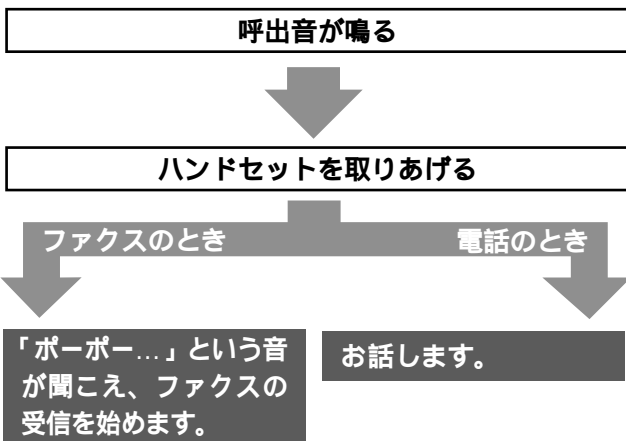 呼出音が鳴る
ハンドセットを取りあげる
ファクスのとき
電話のとき
「ポーポー…」という音
が聞こえ、ファクスの
受信を始めます。
お話します。